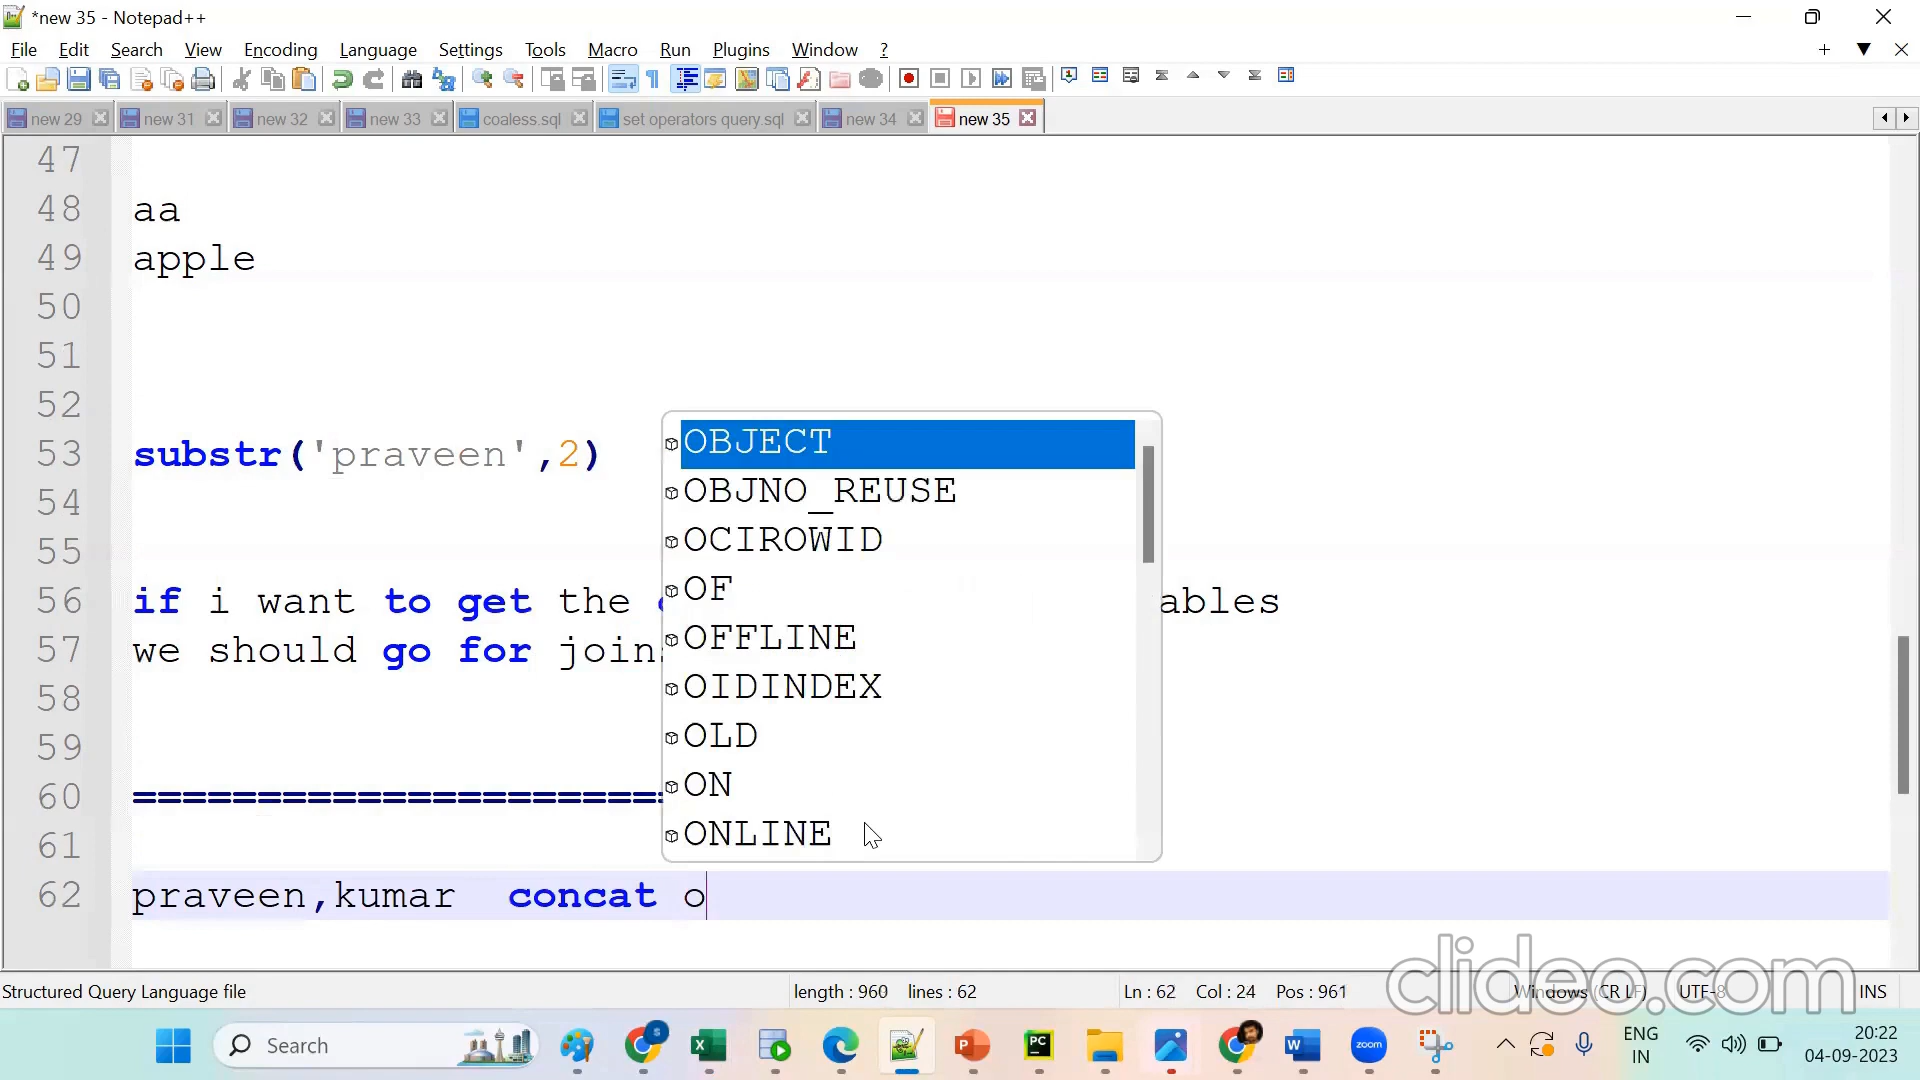 *new 35 - Notepad++
File Edit Search View Encoding Language Settings Tools Macro Run Plugins Window ?
new 29 new 31 new 32 new 33 coaless.sql set operators query.sql new 34 new 35
47
48 aa
49 apple
50
51
52
53 substr('praveen',2)
54
55
56 if i want to get the ables
57 we should go for join
58
59
60 ======================
61
62 praveen,kumar concat o
OBJECT
OBJNO_REUSE
OCIROWID
OF
OFFLINE
OIDINDEX
OLD
ON
ONLINE
clideo.com
Structured Query Language file length : 960 lines : 62 Ln : 62 Col : 24 Pos : 961 Windows (CR LF) UTF-8 INS
Search
PC
zoom
ENG
IN
20:22
04-09-2023